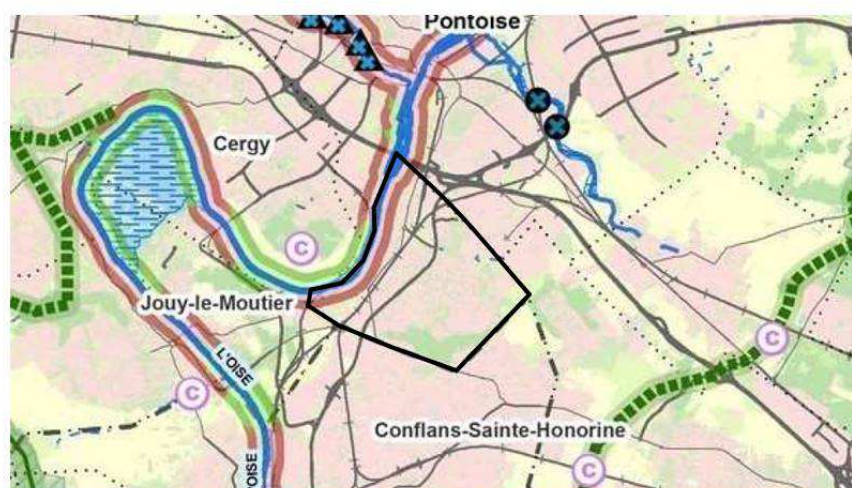 Pontoise
Cergy
C
Jouy-le-Moutier
C
L'OISE
C
Conflans-Sainte-Honorine
C
OISE